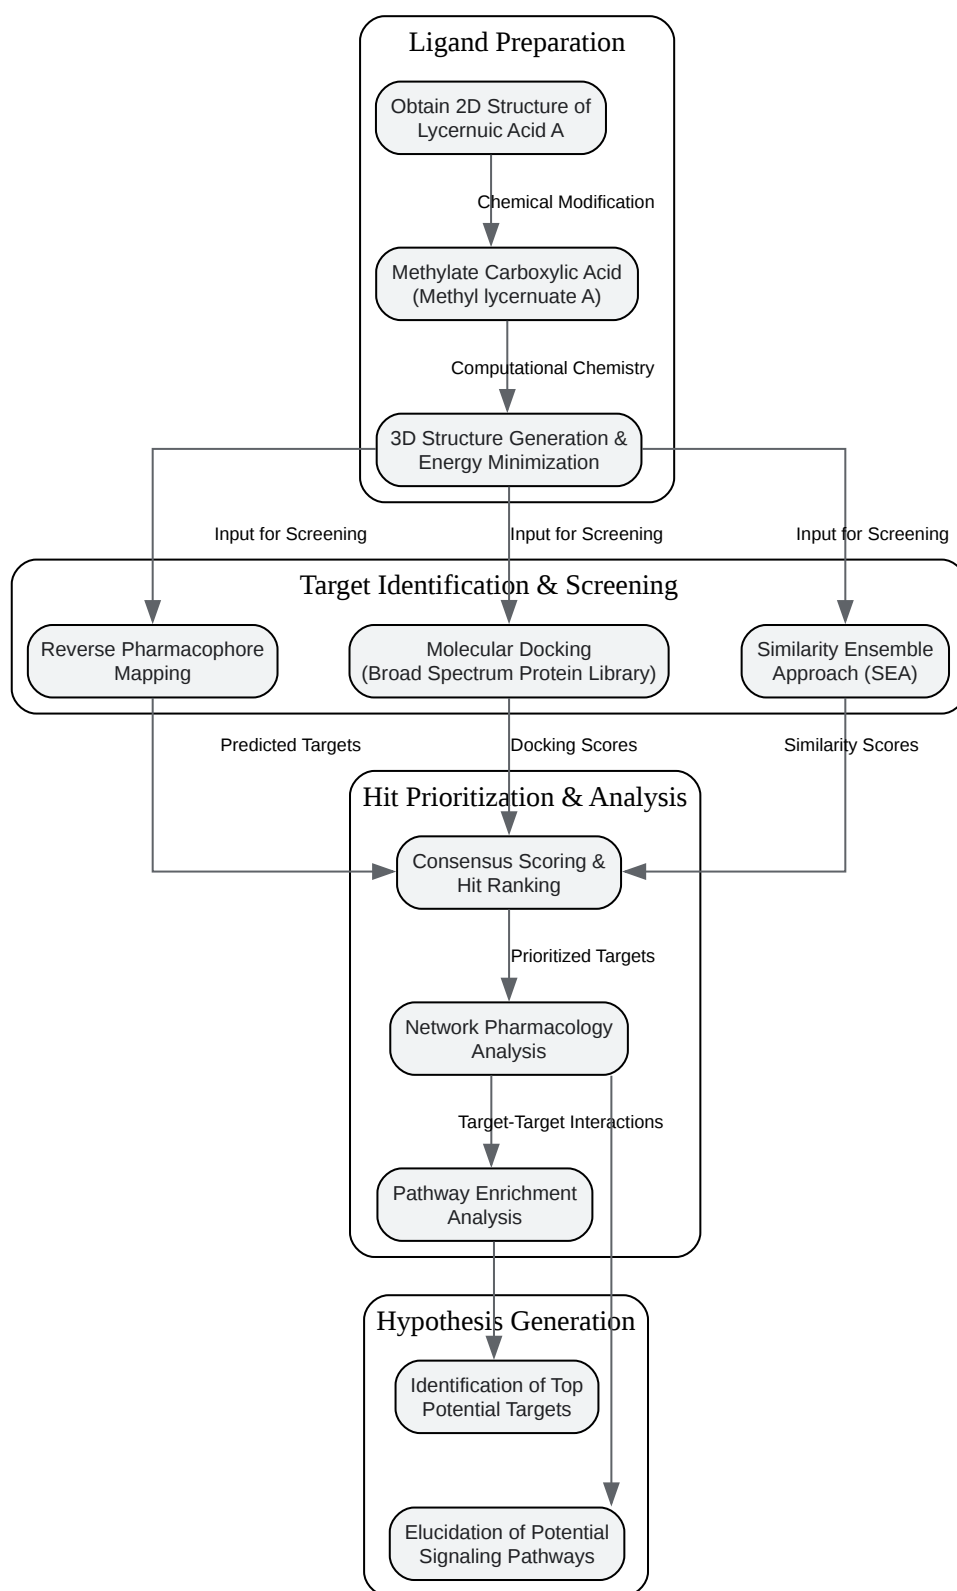 Ligand Preparation
Obtain 2D Structure of
Lycernuic Acid A
Chemical Modification
Methylate Carboxylic Acid
(Methyl lycernuate A)
Computational Chemistry
3D Structure Generation &
Energy Minimization
Input for Screening
Input for Screening
Input for Screening
Target Identification & Screening
Reverse Pharmacophore
Mapping
Molecular Docking
(Broad Spectrum Protein Library)
Similarity Ensemble
Approach (SEA)
Predicted Targets
Docking Scores
Similarity Scores
Hit Prioritization & Analysis
Consensus Scoring &
Hit Ranking
Prioritized Targets
Network Pharmacology
Analysis
Target-Target Interactions
Pathway Enrichment
Analysis
Hypothesis Generation
Identification of Top
Potential Targets
Elucidation of Potential
Signaling Pathways